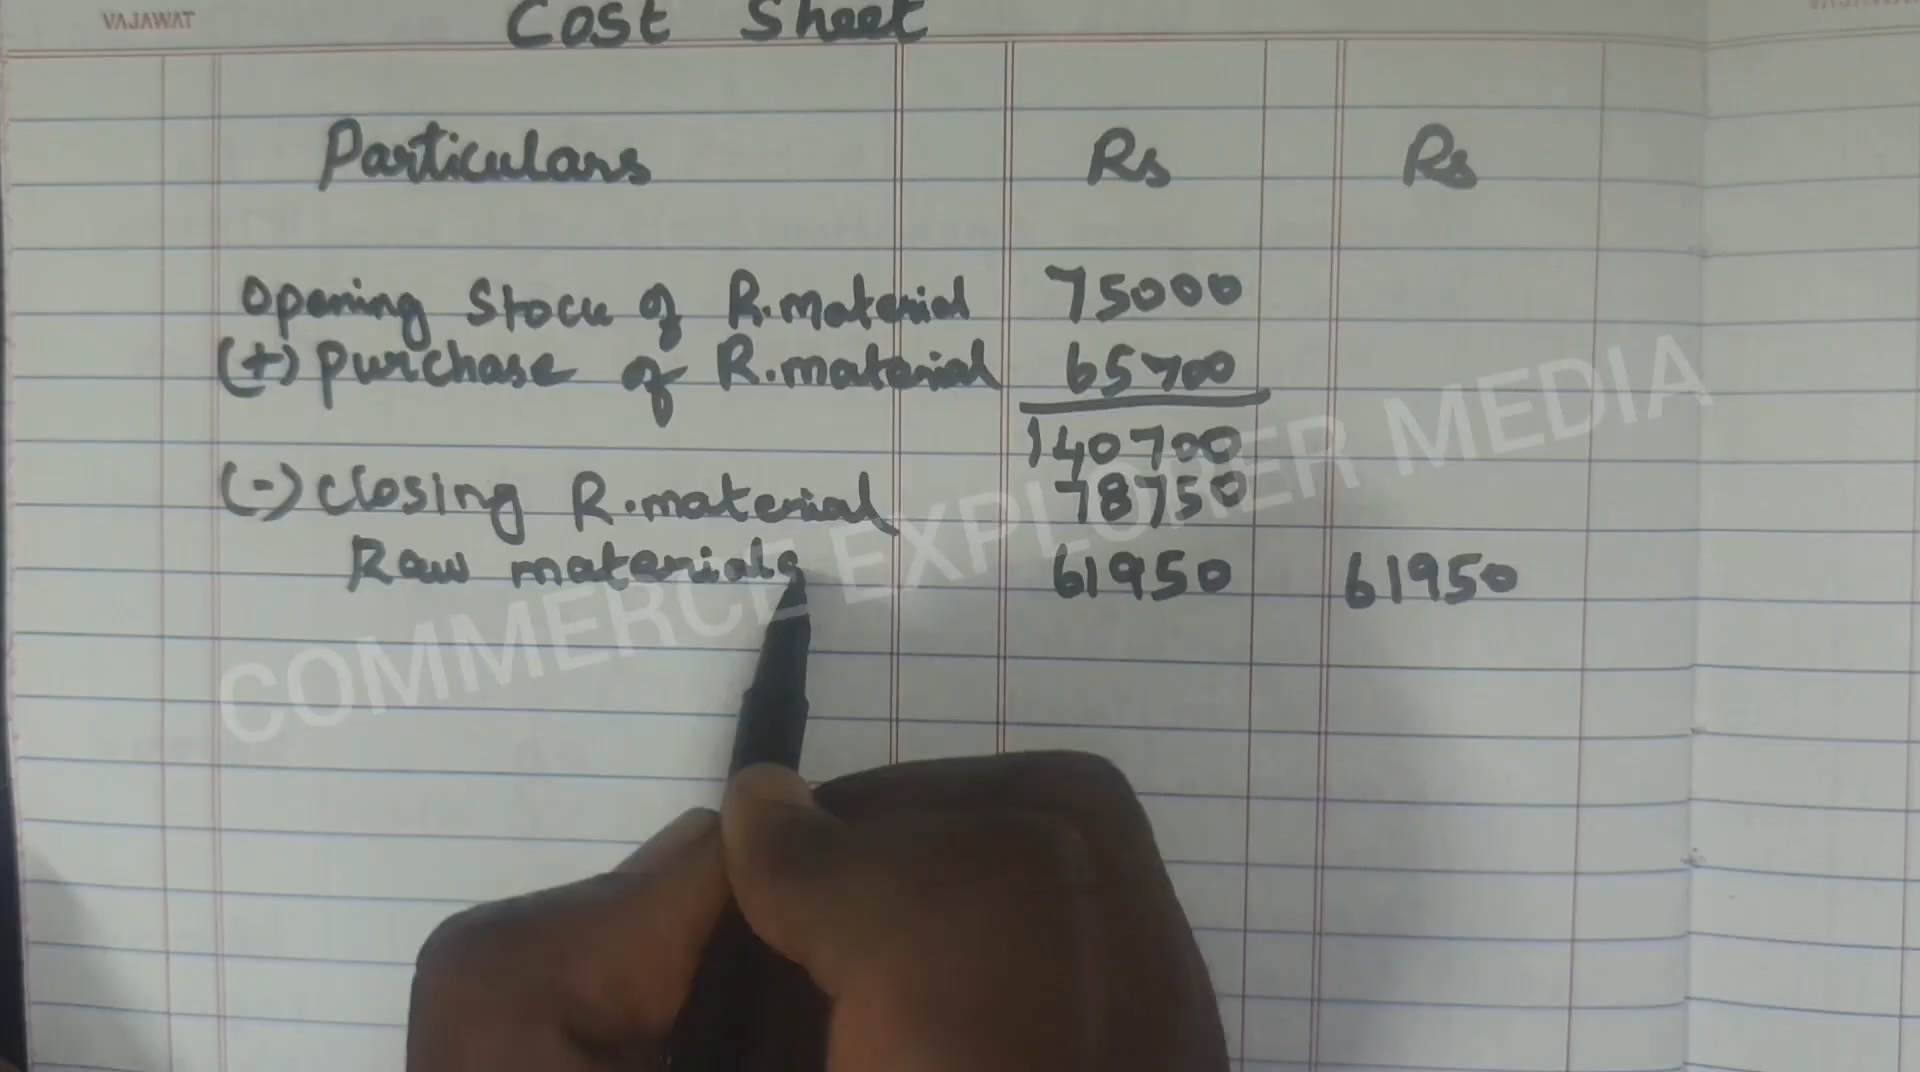 VAJAWAT
Cost Sheet
Particulars Rs Rs
Opening Stock of R.material 75000
(+) purchase of R.material 65700
140700
(-) closing R.material 78750
Raw materials 61950 61950
COMMERCE EXPLORER MEDIA